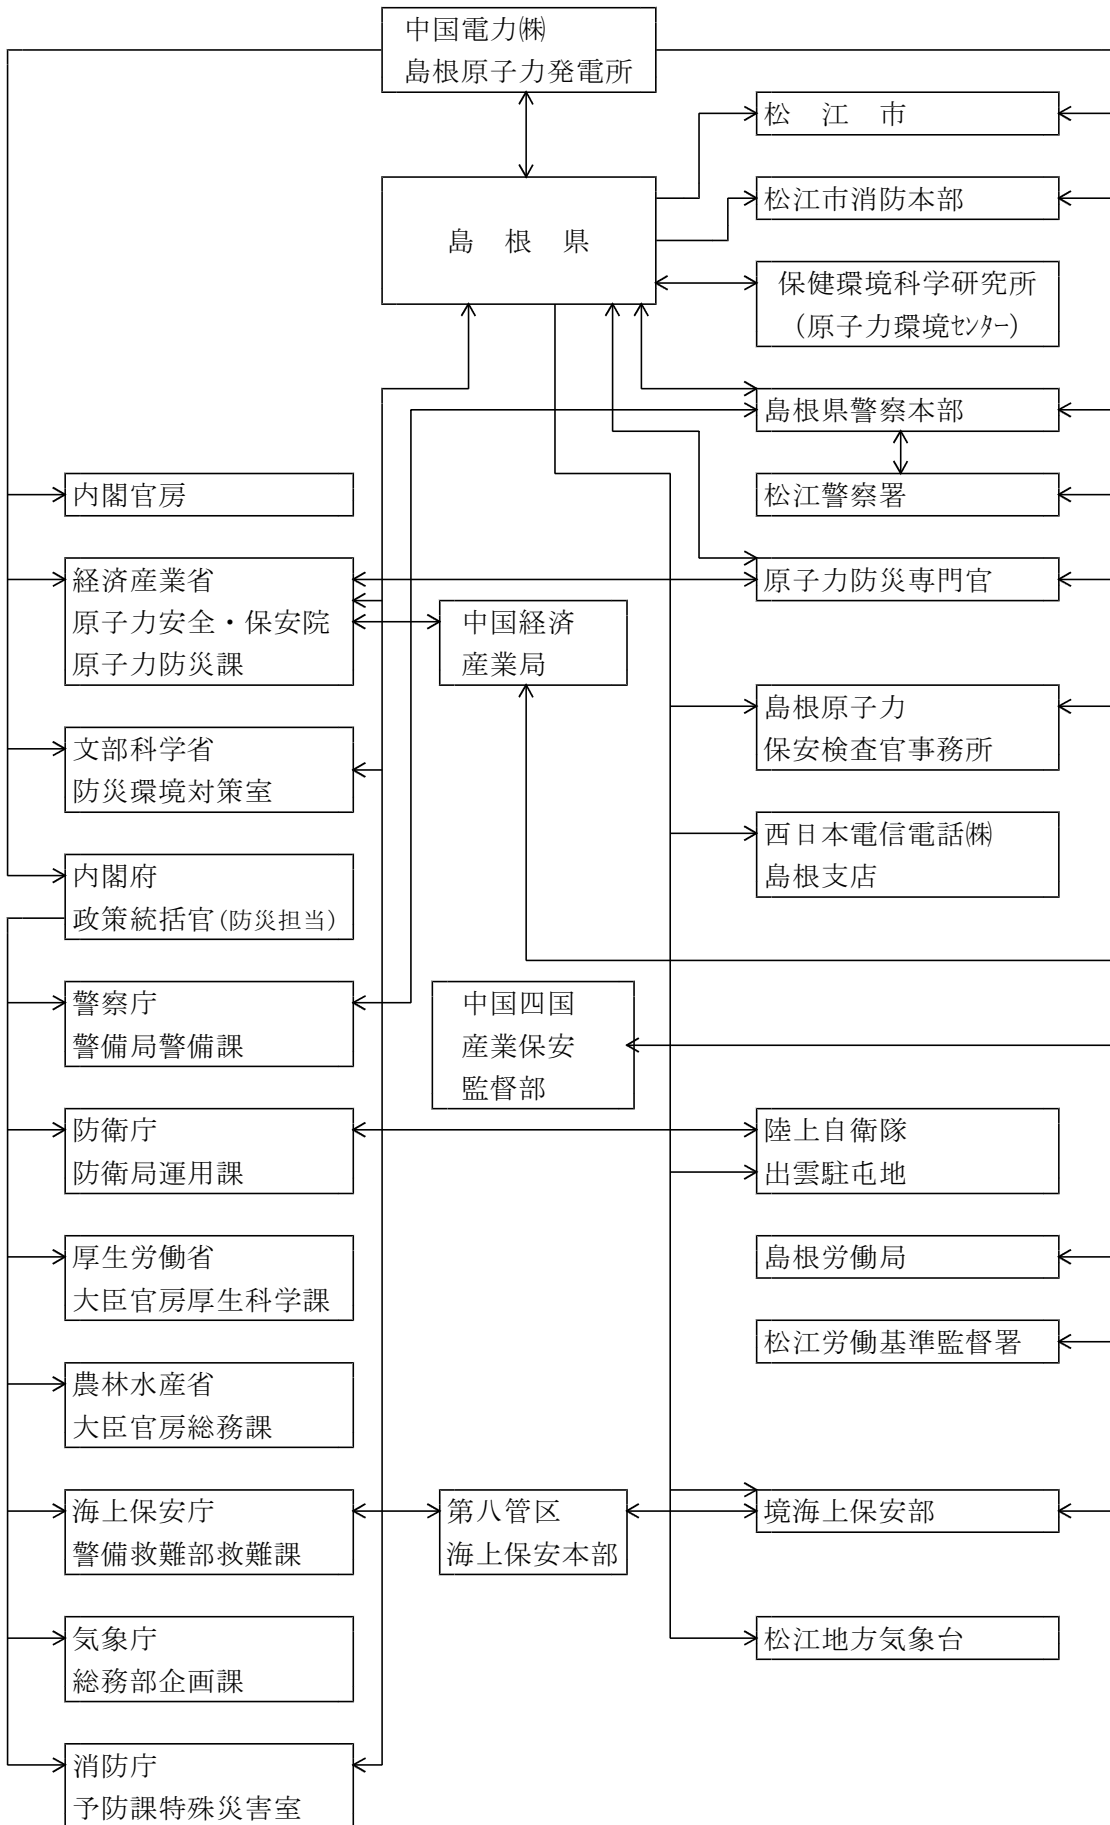 中国電力㈱
島根原子力発電所
松　江　市
松江市消防本部
島　根　県
保健環境科学研究所
（原子力環境ｾﾝﾀｰ）
島根県警察本部
内閣官房
松江警察署
経済産業省
原子力安全・保安院
原子力防災課
原子力防災専門官
中国経済
産業局
島根原子力
保安検査官事務所
文部科学省
防災環境対策室
西日本電信電話㈱
島根支店
内閣府
政策統括官(防災担当)
警察庁
警備局警備課
中国四国
産業保安
監督部
防衛庁
防衛局運用課
陸上自衛隊
出雲駐屯地
厚生労働省
大臣官房厚生科学課
島根労働局
松江労働基準監督署
農林水産省
大臣官房総務課
海上保安庁
警備救難部救難課
第八管区
海上保安本部
境海上保安部
気象庁
総務部企画課
松江地方気象台
消防庁
予防課特殊災害室